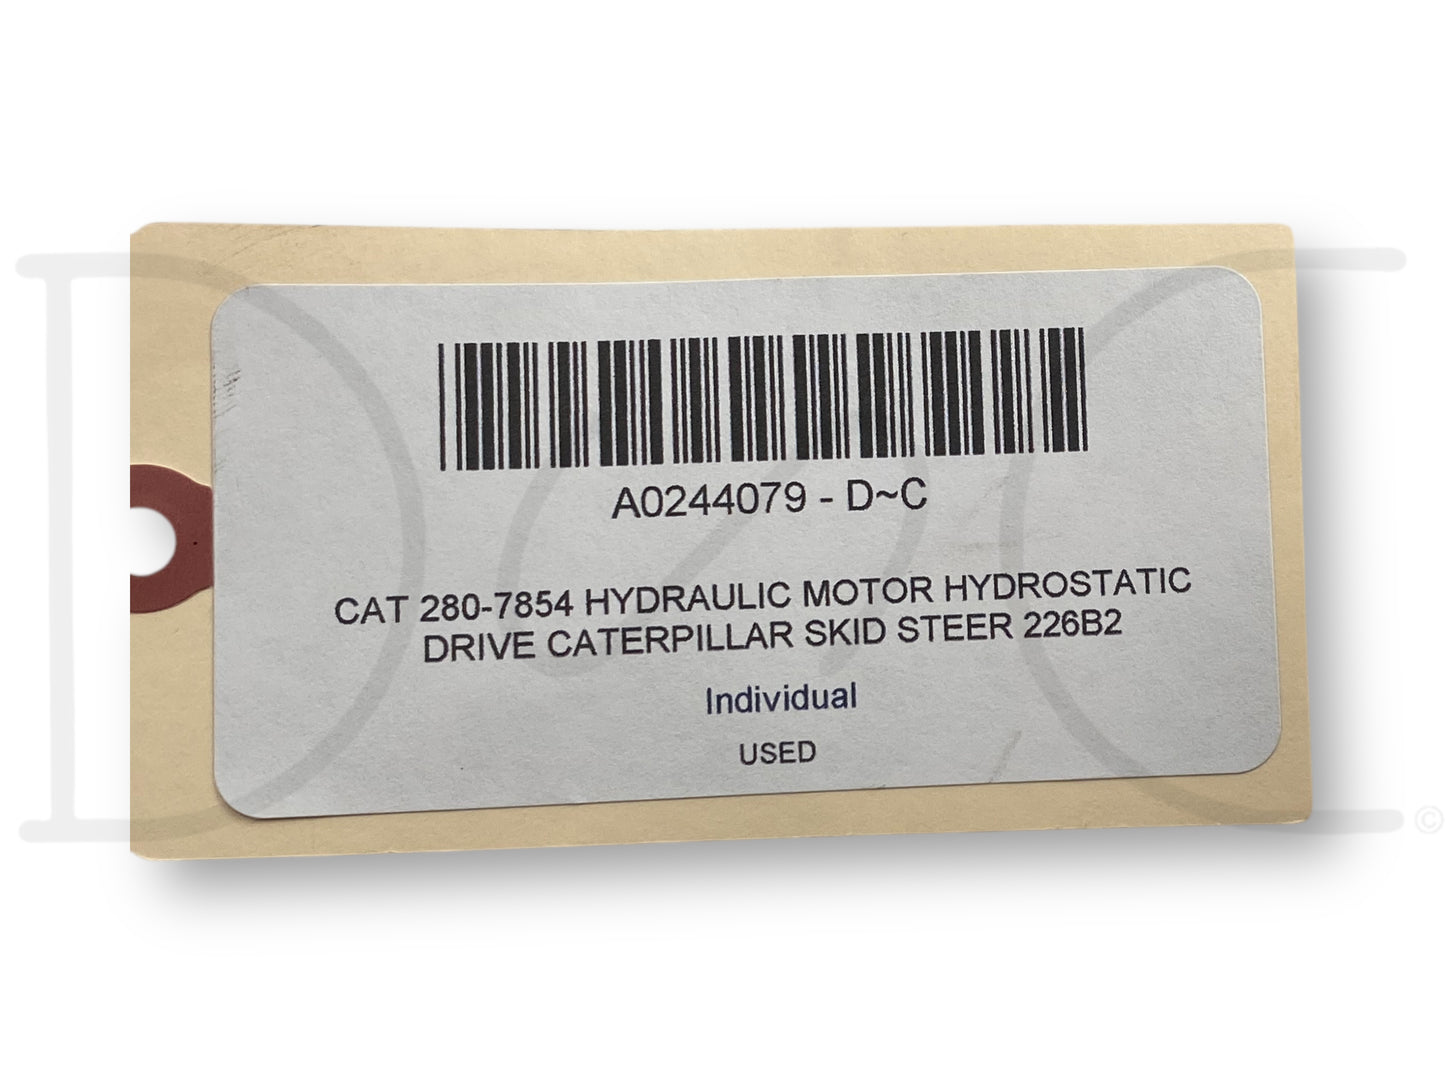 A0244079 - D~C
CAT 280-7854 HYDRAULIC MOTOR HYDROSTATIC
DRIVE CATERPILLAR SKID STEER 226B2
Individual
USED
D~C
©